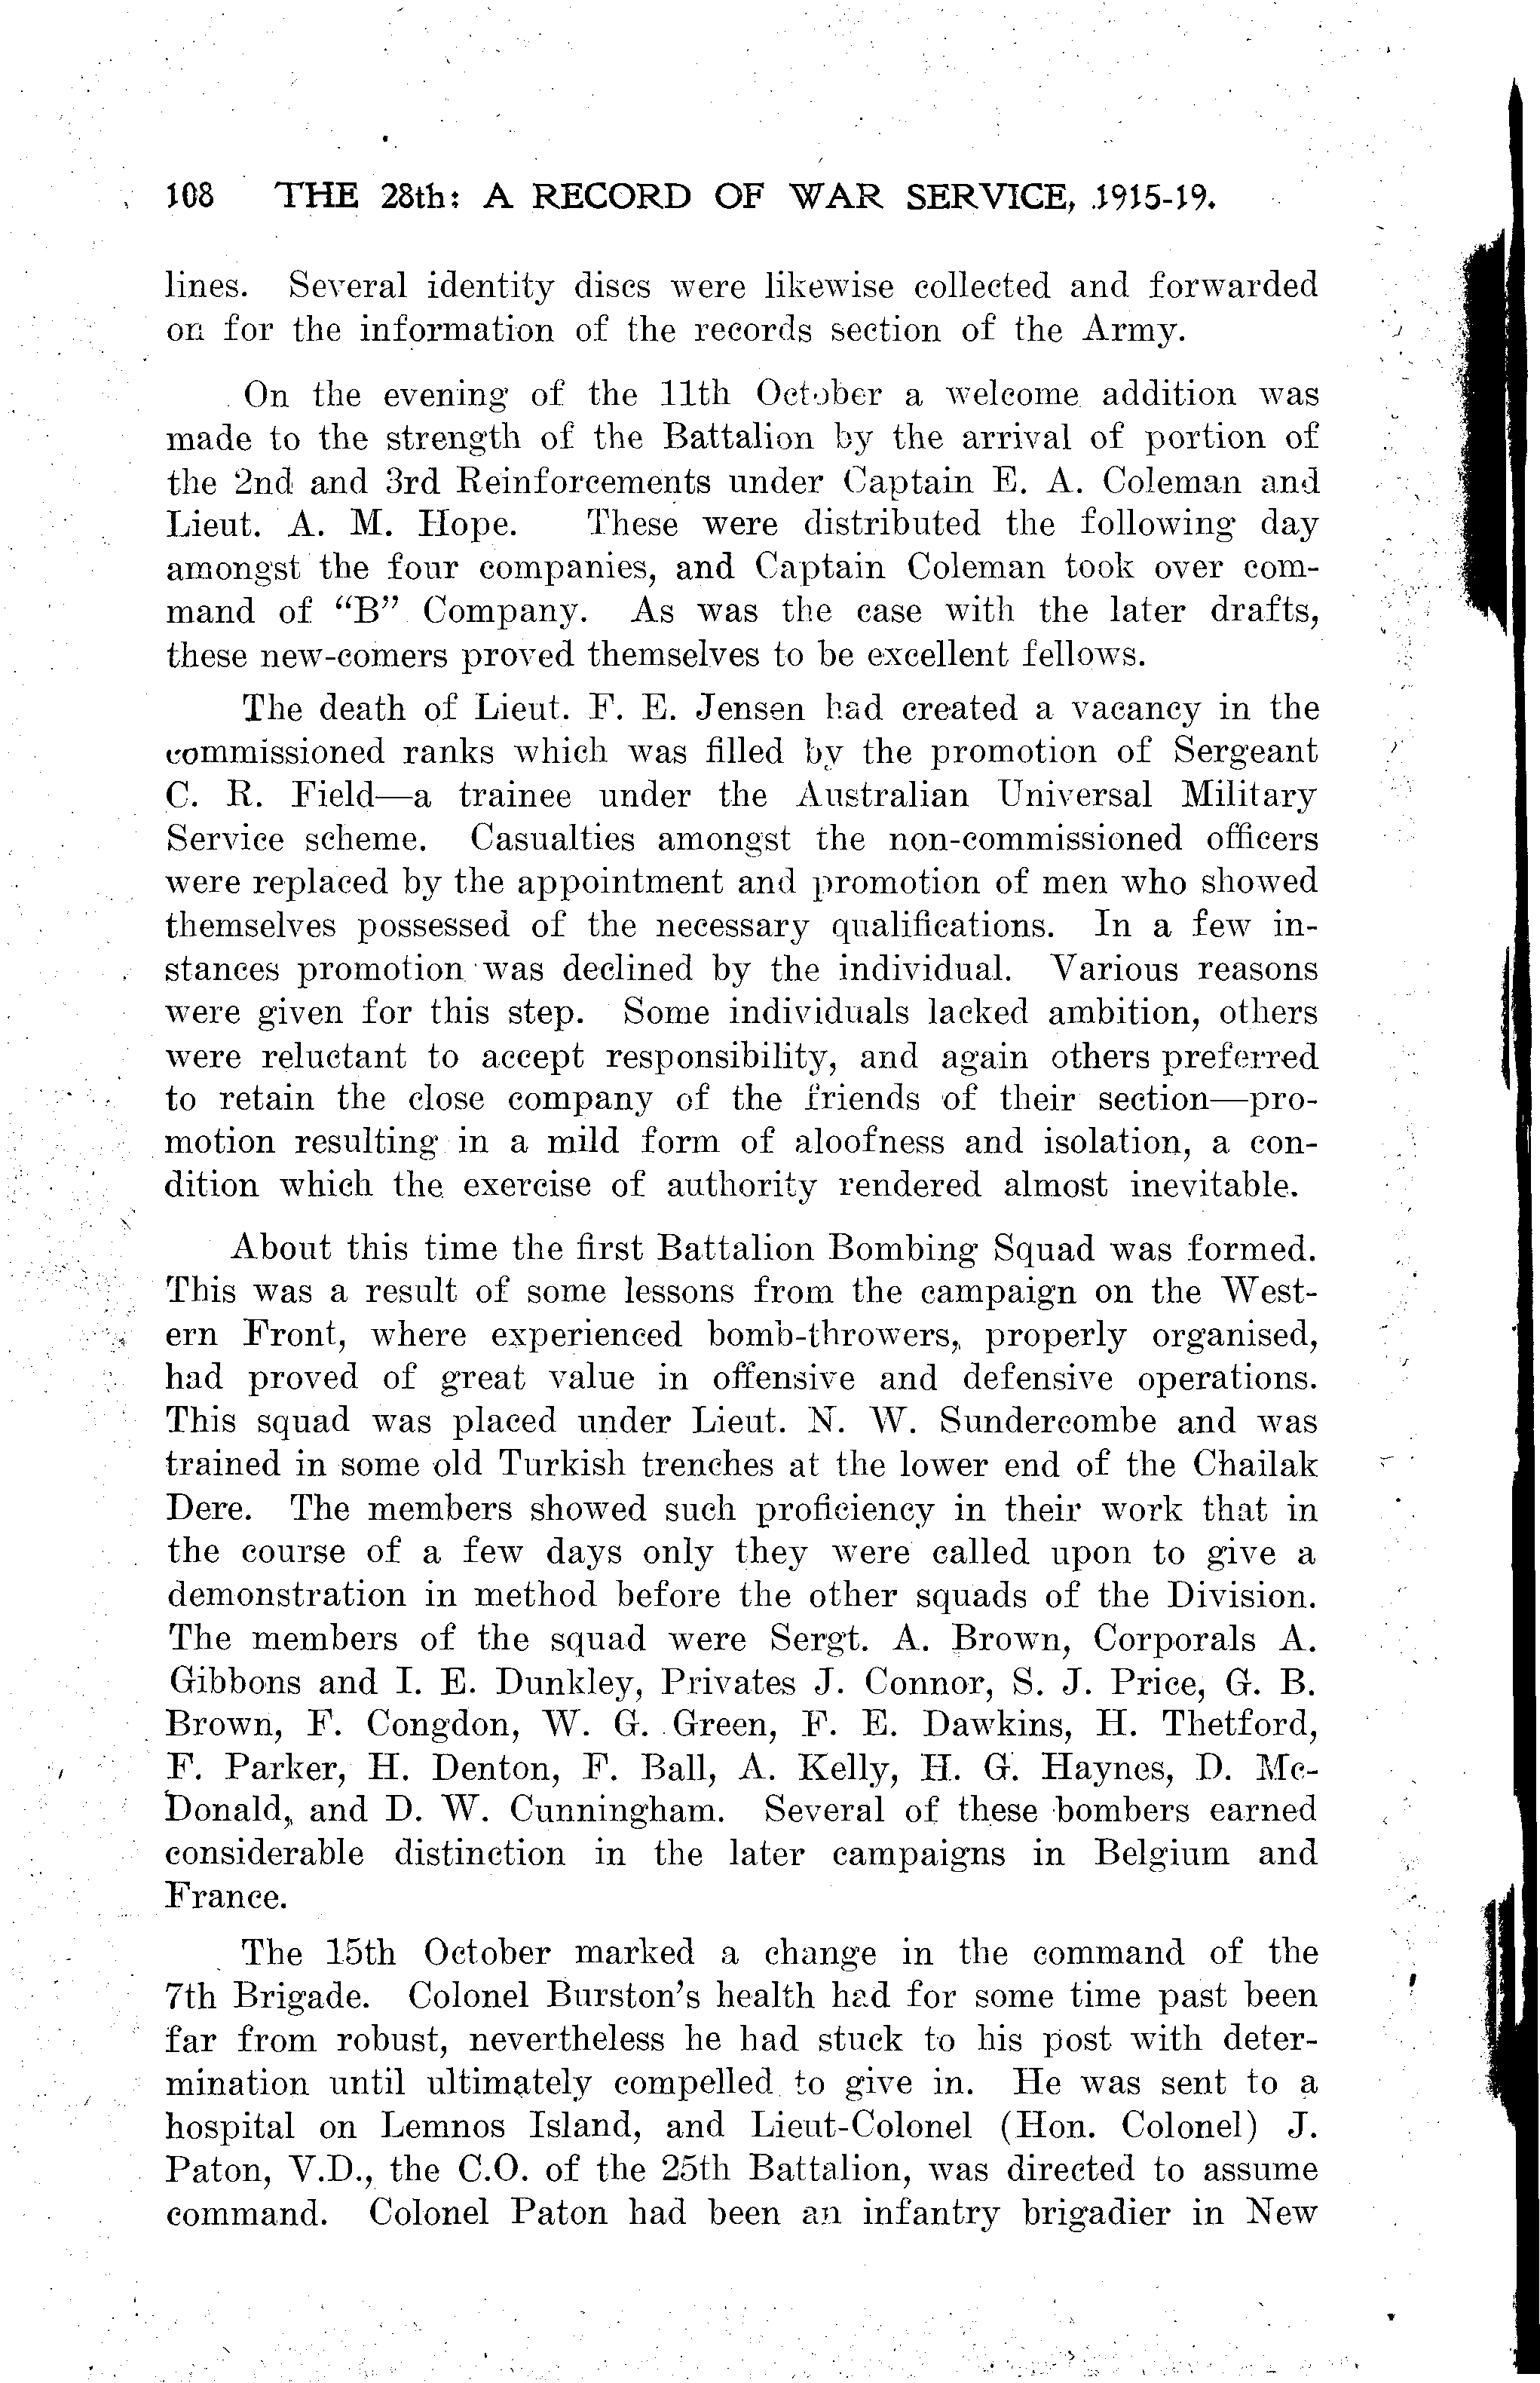 108 THE 28th: A RECORD OF WAR SERVICE, 1915-19.
lines. Several identity discs were likewise collected and forwarded
on for the information of the records section of the Army.
On the evening of the 11th October a welcome addition was
made to the strength of the Battalion by the arrival of portion of
the 2nd and 3rd Reinforcements under Captain E. A. Coleman and
Lieut. A. M. Hope. These were distributed the following day
amongst the four companies, and Captain Coleman took over com-
mand of “B” Company. As was the case with the later drafts,
these new-comers proved themselves to be excellent fellows.
The death of Lieut. F. E. Jensen had created a vacancy in the
commissioned ranks which was filled by the promotion of Sergeant
C. R. Field—a trainee under the Australian Universal Military
Service scheme. Casualties amongst the non-commissioned officers
were replaced by the appointment and promotion of men who showed
themselves possessed of the necessary qualifications. In a few in-
stances promotion was declined by the individual. Various reasons
were given for this step. Some individuals lacked ambition, others
were reluctant to accept responsibility, and again others preferred
to retain the close company of the friends of their section—pro-
motion resulting in a mild form of aloofness and isolation, a con-
dition which the exercise of authority rendered almost inevitable.
About this time the first Battalion Bombing Squad was formed.
This was a result of some lessons from the campaign on the West-
ern Front, where experienced bomb-throwers, properly organised,
had proved of great value in offensive and defensive operations.
This squad was placed under Lieut. N. W. Sundercombe and was
trained in some old Turkish trenches at the lower end of the Chailak
Dere. The members showed such proficiency in their work that in
the course of a few days only they were called upon to give a
demonstration in method before the other squads of the Division.
The members of the squad were Sergt. A. Brown, Corporals A.
Gibbons and I. E. Dunkley, Privates J. Connor, S. J. Price, G. B.
Brown, F. Congdon, W. G. Green, F. E. Dawkins, H. Thetford,
F. Parker, H. Denton, F. Ball, A. Kelly, H. G. Haynes, D. Mc-
Donald, and D. W. Cunningham. Several of these bombers earned
considerable distinction in the later campaigns in Belgium and
France.
The 15th October marked a change in the command of the
7th Brigade. Colonel Burston’s health had for some time past been
far from robust, nevertheless he had stuck to his post with deter-
mination until ultimately compelled to give in. He was sent to a
hospital on Lemnos Island, and Lieut-Colonel (Hon. Colonel) J.
Paton, V.D., the C.O. of the 25th Battalion, was directed to assume
command. Colonel Paton had been an infantry brigadier in New